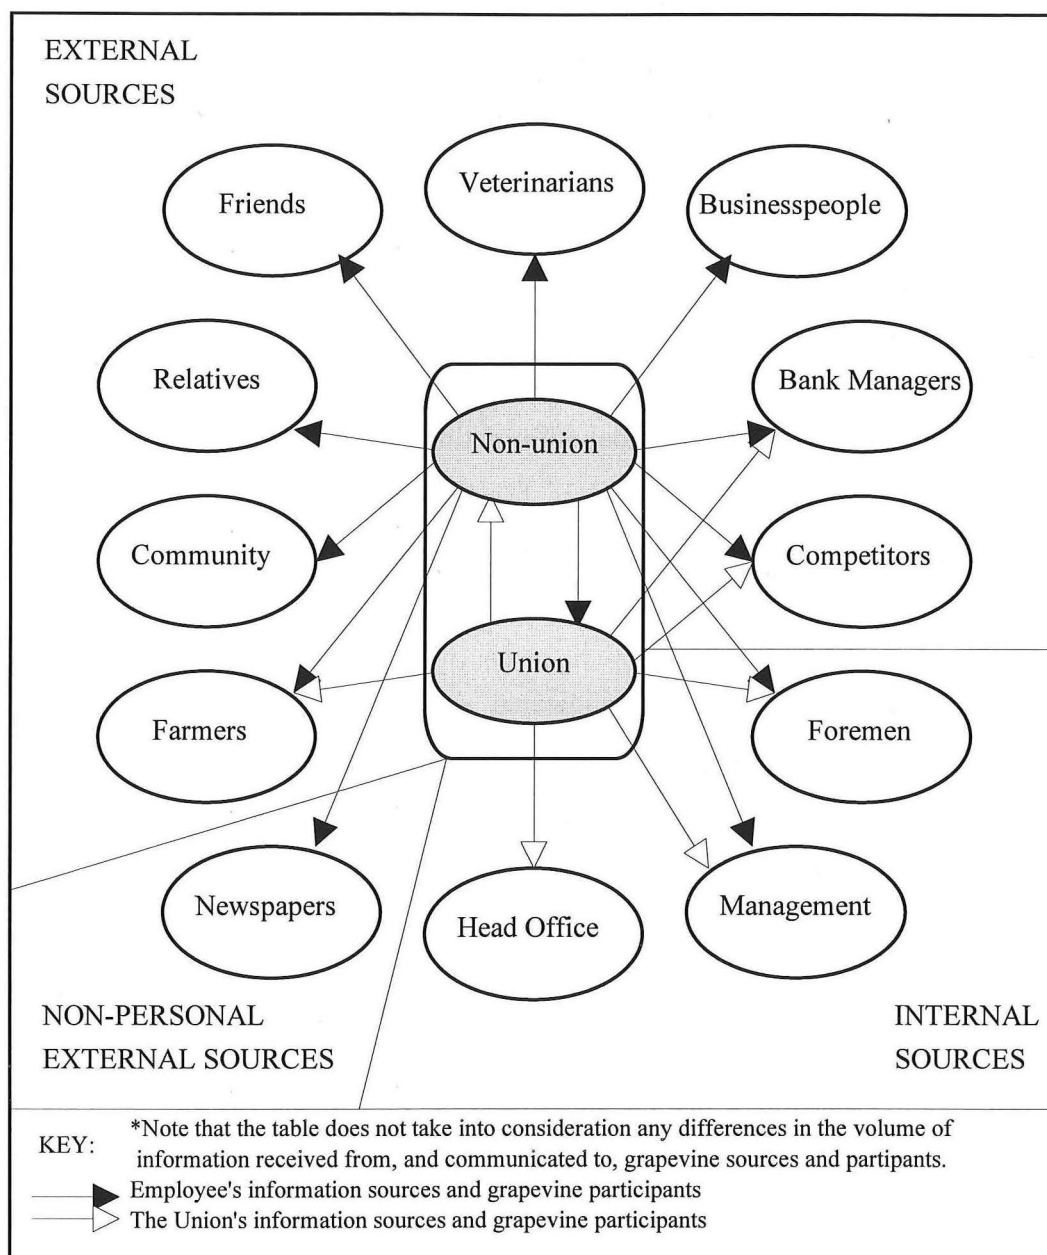 EXTERNAL
SOURCES
Friends
Veterinarians
Businesspeople
Relatives
Bank Managers
Non-union
Community
Competitors
Union
Farmers
Foremen
Newspapers
Head Office
Management
NON-PERSONAL
EXTERNAL SOURCES
INTERNAL
SOURCES
KEY:
*Note that the table does not take into consideration any differences in the volume of
information received from, and communicated to, grapevine sources and partipants.
Employee's information sources and grapevine participants
The Union's information sources and grapevine participants